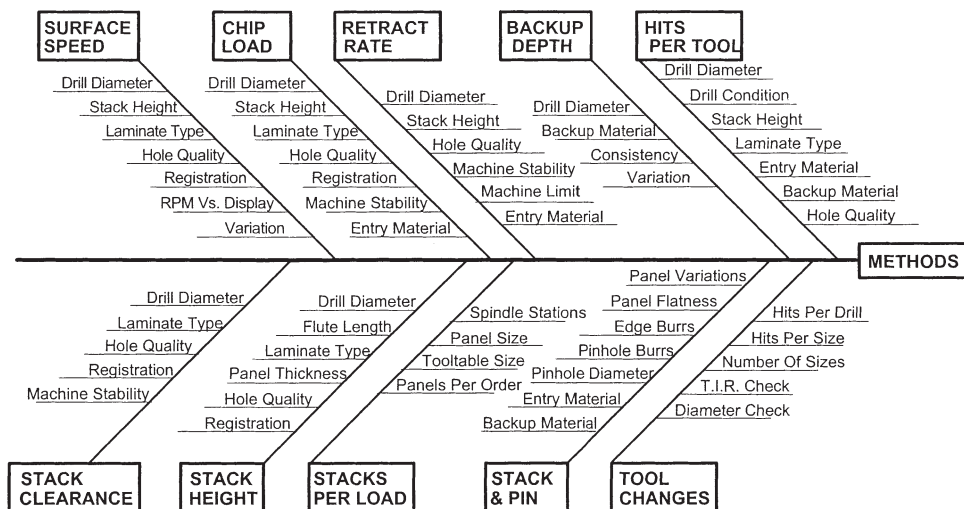 SURFACE
SPEED
Drill Diameter
Stack Height
Laminate Type
Hole Quality
Registration
RPM Vs. Display
Variation
CHIP
LOAD
Drill Diameter
Stack Height
Laminate Type
Hole Quality
Registration
Machine Stability
Entry Material
RETRACT
RATE
Drill Diameter
Stack Height
Hole Quality
Machine Stability
Machine Limit
Entry Material
BACKUP
DEPTH
Drill Diameter
Backup Material
Consistency
Variation
HITS
PER TOOL
Drill Diameter
Drill Condition
Stack Height
Laminate Type
Entry Material
Backup Material
Hole Quality
METHODS
Drill Diameter
Laminate Type
Hole Quality
Registration
Machine Stability
STACK
CLEARANCE
Drill Diameter
Flute Length
Laminate Type
Panel Thickness
Hole Quality
Registration
STACK
HEIGHT
Spindle Stations
Panel Size
Tooltable Size
Panels Per Order
STACKS
PER LOAD
Panel Variations
Panel Flatness
Edge Burrs
Pinhole Burrs
Pinhole Diameter
Entry Material
Backup Material
STACK
& PIN
Hits Per Drill
Hits Per Size
Number Of Sizes
T.I.R. Check
Diameter Check
TOOL
CHANGES